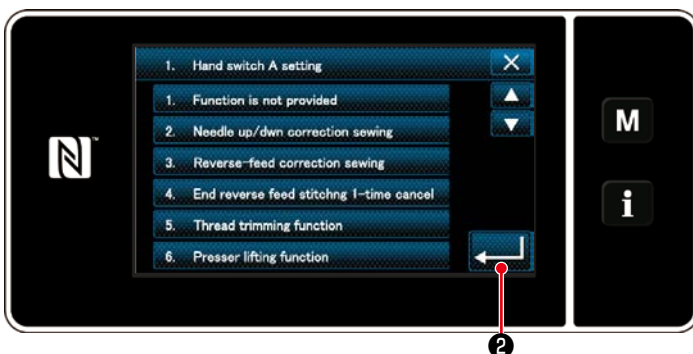 1. Hand switch A setting
1. Function is not provided
2. Needle up/dwn correction sewing
3. Reverse-feed correction sewing
4. End reverse feed stitchng 1-time cancel
5. Thread trimming function
6. Presser lifting function
M
i
N
❷